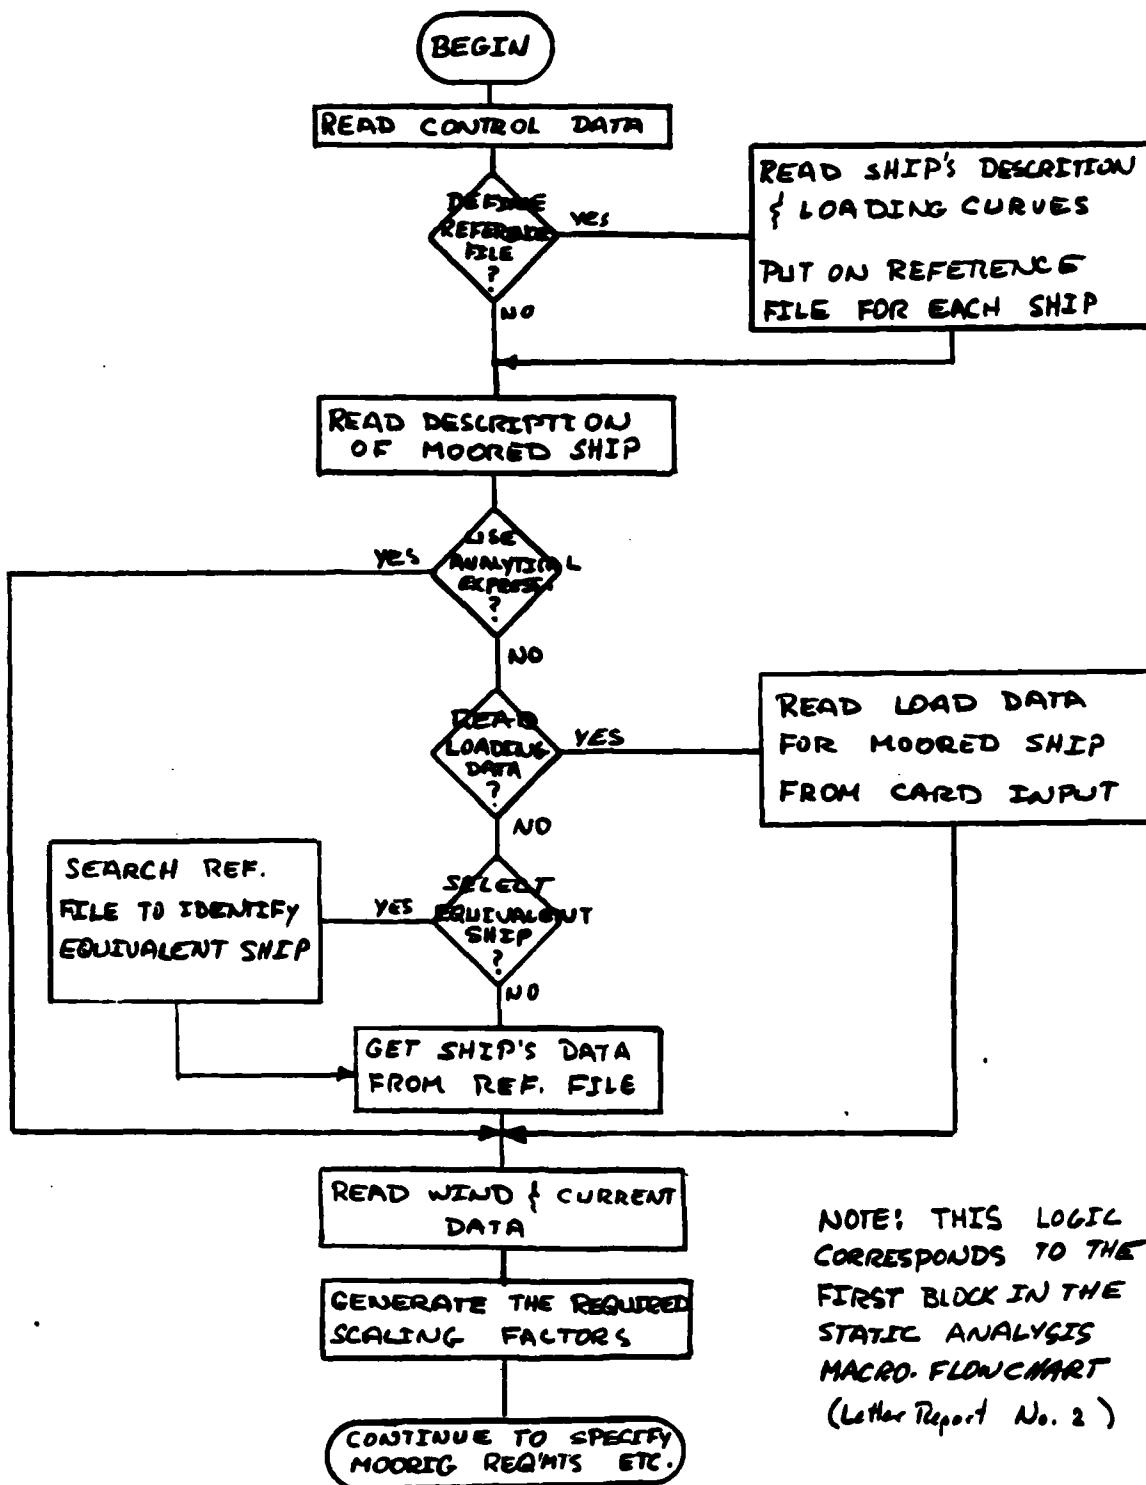 BEGIN
READ CONTROL DATA
DEFINE
REFERENCE
FILE
?
yes
NO
READ SHIP'S DESCRITION
& LOADING CURVES
PUT ON REFERENCE
FILE FOR EACH SHIP
READ DESCRIPTION
OF MOORED SHIP
USE
ANALYTICAL
EXPRESS.
?
YES
NO
READ
LOADING
DATA
?
YES
NO
READ LOAD DATA
FOR MOORED SHIP
FROM CARD INPUT
SELECT
EQUIVALENT
SHIP
?
YES
NO
SEARCH REF.
FILE TO IDENTIFY
EQUIVALENT SHIP
GET SHIP'S DATA
FROM REF. FILE
READ WIND & CURRENT
DATA
GENERATE THE REQUIRED
SCALING FACTORS
CONTINUE TO SPECIFY
MOORIG REQ'MTS ETC.
NOTE: THIS LOGIC
CORRESPONDS TO THE
FIRST BLOCK IN THE
STATIC ANALYSIS
MACRO-FLOWCHART
(Letter Report No. 2)